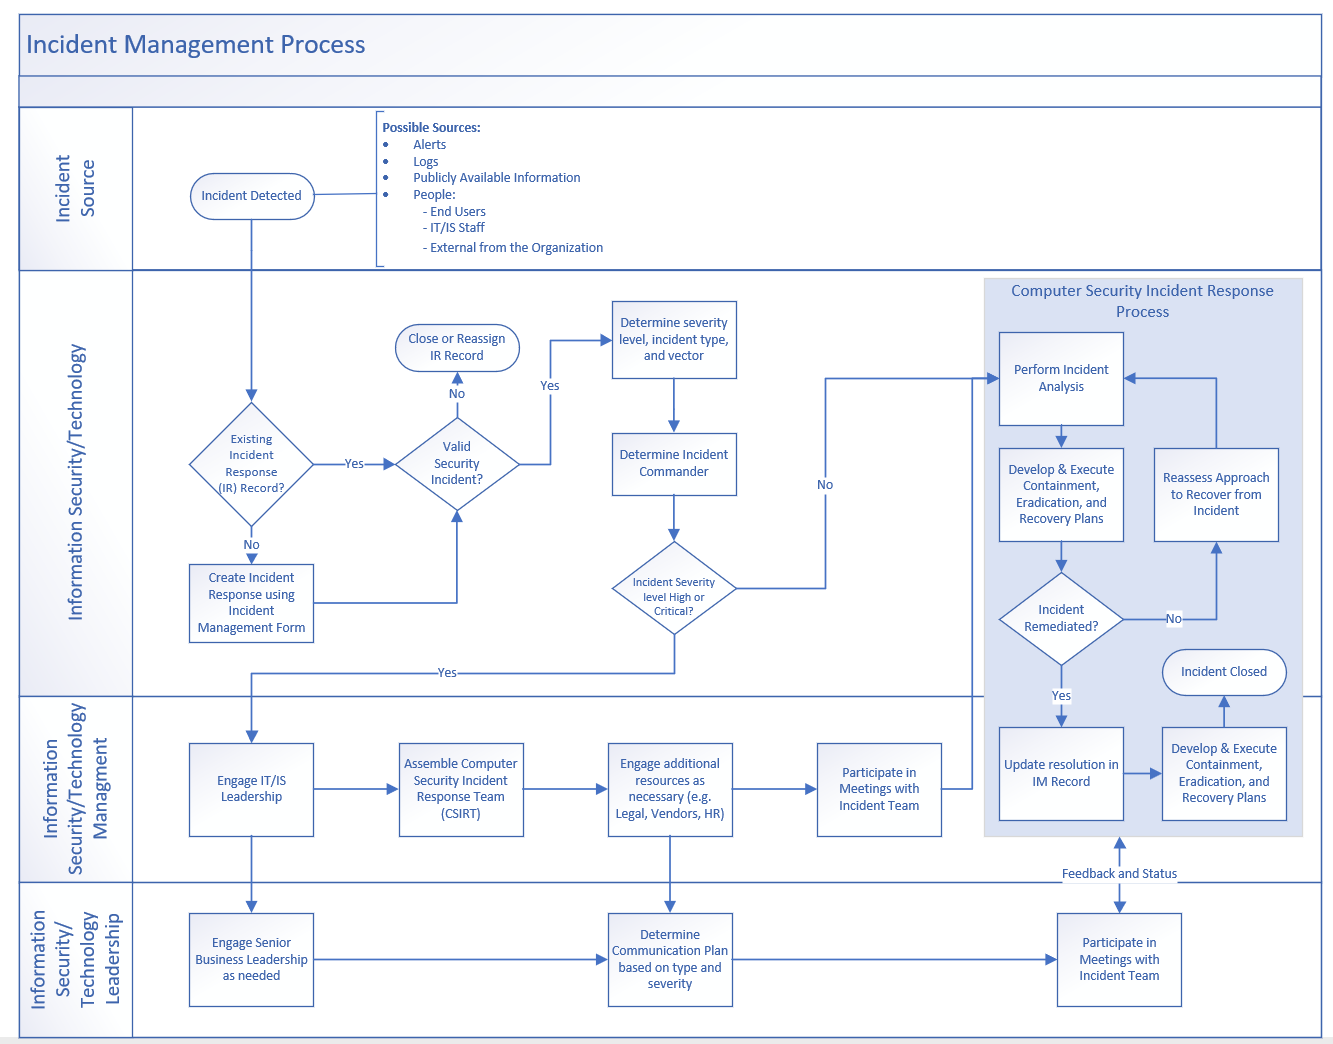 Incident Management Process
Incident
Source
Incident Detected
Possible Sources:
• Alerts
• Logs
• Publicly Available Information
• People:
- End Users
- IT/IS Staff
- External from the Organization
Information Security/Technology
Existing
Incident
Response
(IR) Record?
Yes
No
Create Incident
Response using
Incident
Management Form
Valid
Security
Incident?
No
Close or Reassign
IR Record
Yes
Determine severity
level, incident type,
and vector
Determine Incident
Commander
Incident Severity
level High or
Critical?
No
Yes
Computer Security Incident Response
Process
Perform Incident
Analysis
Develop & Execute
Containment,
Eradication, and
Recovery Plans
Reassess Approach
to Recover from
Incident
Incident
Remediated?
No
Yes
Incident Closed
Update resolution in
IM Record
Develop & Execute
Containment,
Eradication, and
Recovery Plans
Information
Security/Technology
Managment
Engage IT/IS
Leadership
Assemble Computer
Security Incident
Response Team
(CSIRT)
Engage additional
resources as
necessary (e.g.
Legal, Vendors, HR)
Participate in
Meetings with
Incident Team
Feedback and Status
Information
Security/
Technology
Leadership
Engage Senior
Business Leadership
as needed
Determine
Communication Plan
based on type and
severity
Participate in
Meetings with
Incident Team